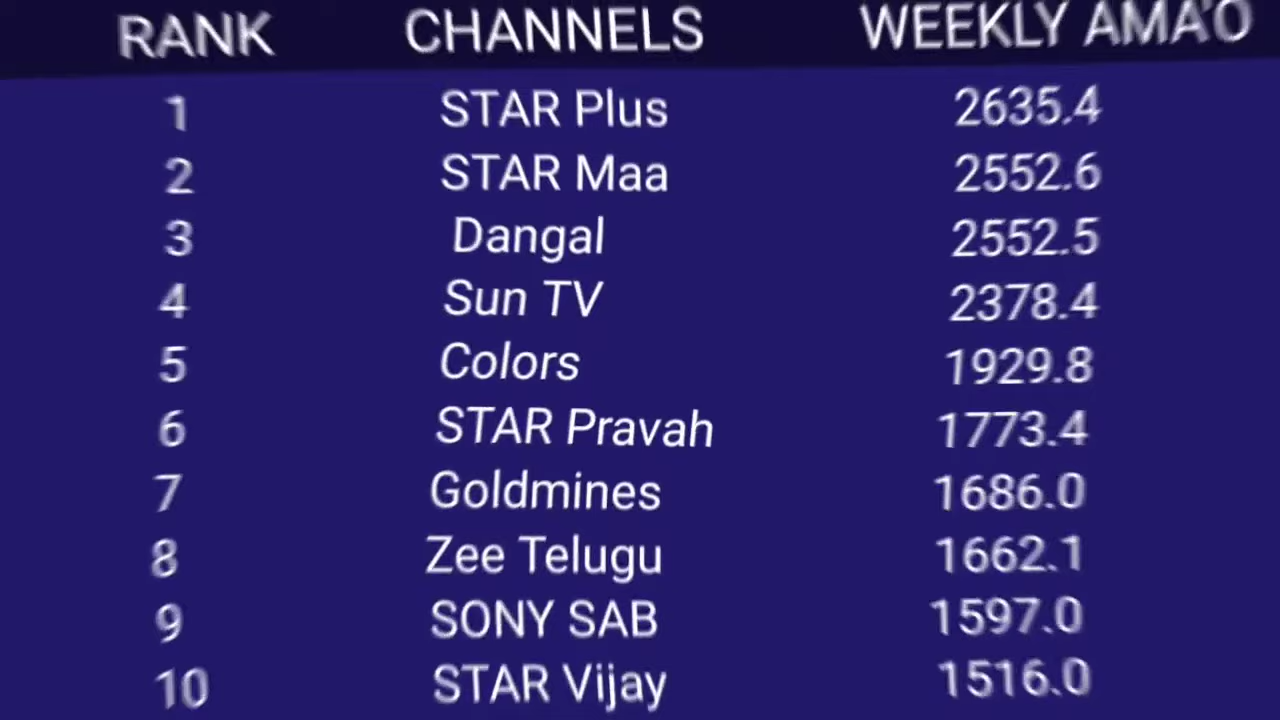 RANK CHANNELS WEEKLY AMA'0
1 STAR Plus 2635.4
2 STAR Maa 2552.6
3 Dangal 2552.5
4 Sun TV 2378.4
5 Colors 1929.8
6 STAR Pravah 1773.4
7 Goldmines 1686.0
8 Zee Telugu 1662.1
9 SONY SAB 1597.0
10 STAR Vijay 1516.0